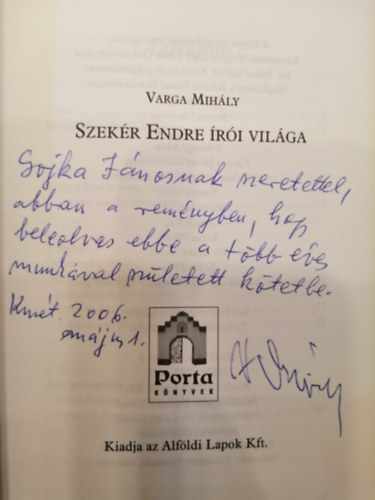 VARGA MIHÁLY
SZEKÉR ENDRE ÍRÓI VILÁGA
Sojka Jánosnak szeretettel,
abban a reményben, hogy
beleolvas ebbe a több éves
munkával született kötetbe.
Kmét. 2006.
május 1.
Porta
KÖNYVEK
Kiadja az Alföldi Lapok Kft.